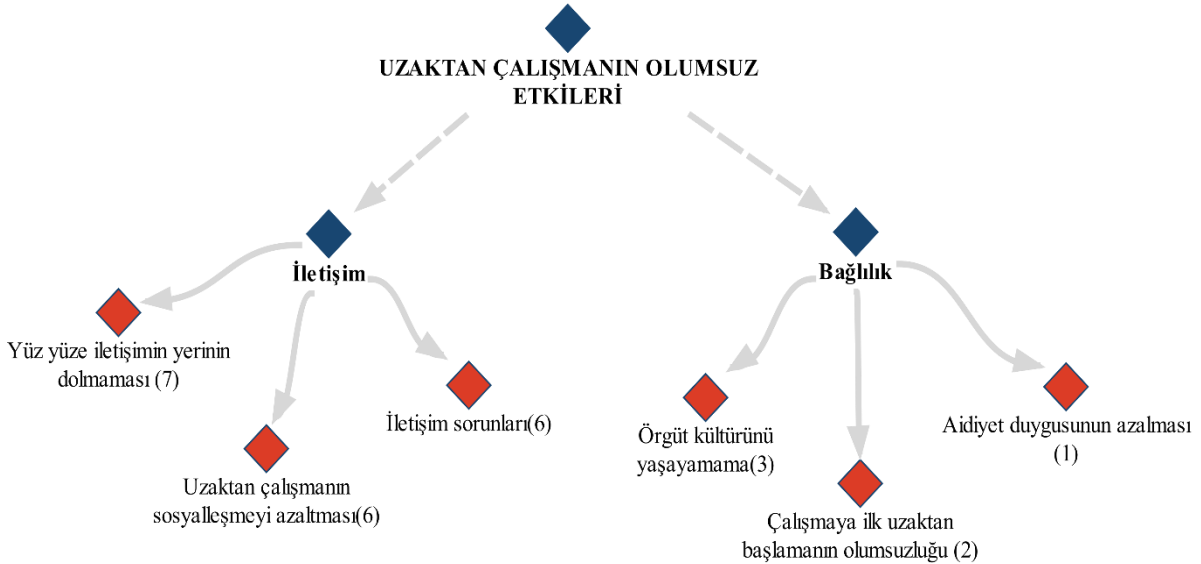 UZAKTAN ÇALIŞMANIN OLUMSUZ
ETKİLERİ
İletişim
Yüz yüze iletişimin yerinin
dolmaması (7)
Uzaktan çalışmanın
sosyalleşmeyi azaltması(6)
İletişim sorunları(6)
Bağlılık
Örgüt kültürünü
yaşayamama(3)
Çalışmaya ilk uzaktan
başlamanın olumsuzluğu (2)
Aidiyet duygusunun azalması
(1)